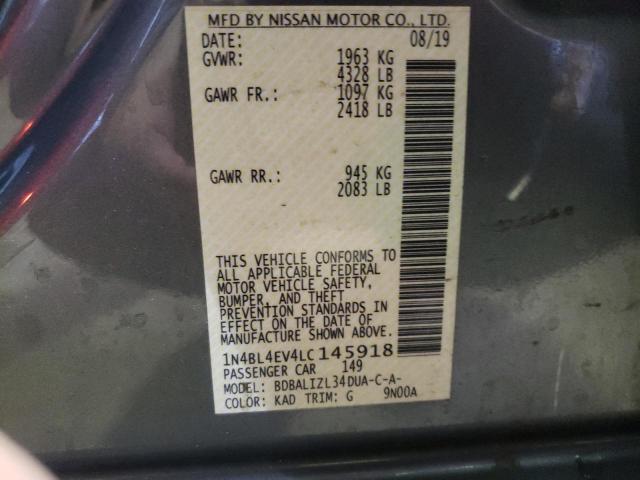 MFD BY NISSAN MOTOR CO., LTD.
DATE: 08/19
GVWR: 1963 KG
4328 LB
GAWR FR.: 1097 KG
2418 LB
GAWR RR.: 945 KG
2083 LB
THIS VEHICLE CONFORMS TO
ALL APPLICABLE FEDERAL
MOTOR VEHICLE SAFETY,
BUMPER, AND THEFT
PREVENTION STANDARDS IN
EFFECT ON THE DATE OF
MANUFACTURE SHOWN ABOVE.
1N4BL4EV4LC145918
PASSENGER CAR 149
MODEL: BDBALIZL34DUA-C-A-
COLOR: KAD TRIM: G 9N00A